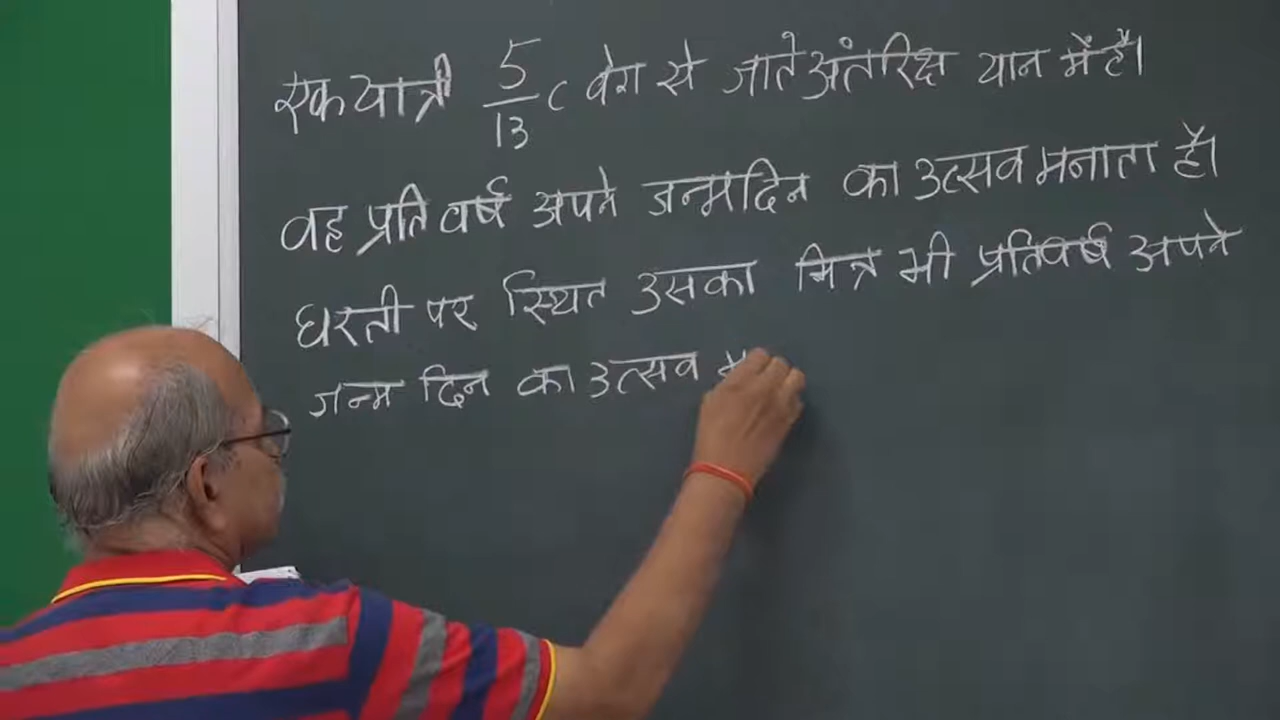 एक यात्री 5/13 c वेग से जाते अंतरिक्ष यान में है।
वह प्रतिवर्ष अपने जन्मदिन का उत्सव मनाता है।
धरती पर स्थित उसका मित्र भी प्रतिवर्ष अपने
जन्म दिन का उत्सव